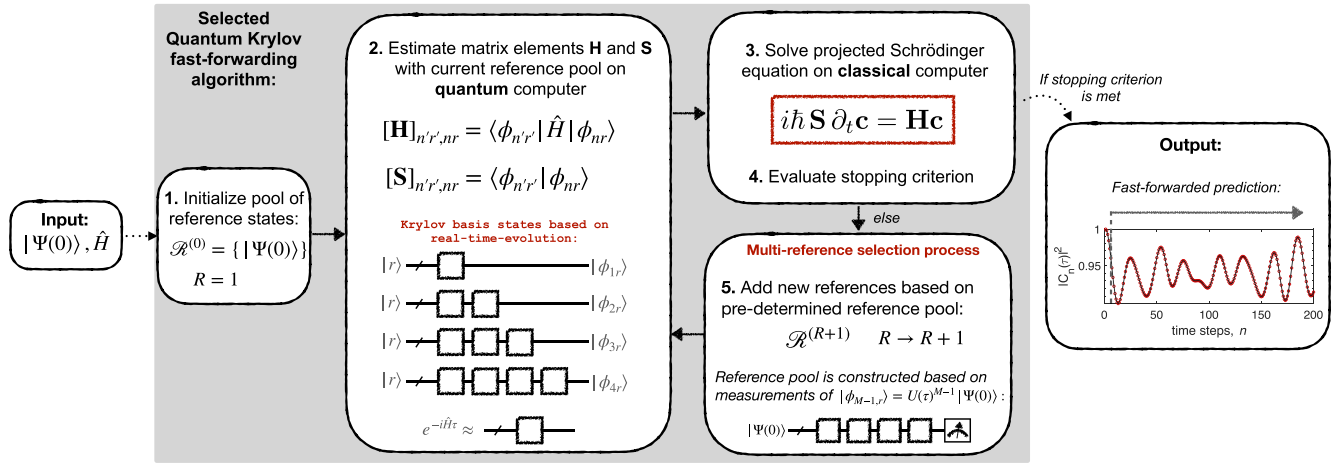 Selected
Quantum Krylov
fast-forwarding
algorithm:
Input:
|Ψ(0)⟩, Ĥ
1. Initialize pool of
reference states:
ℛ^(0) = {|Ψ(0)⟩}
R = 1
2. Estimate matrix elements H and S
with current reference pool on
quantum computer
[H]_{n′r′,nr} = ⟨ϕ_{n′r′}|Ĥ|ϕ_{nr}⟩
[S]_{n′r′,nr} = ⟨ϕ_{n′r′}|ϕ_{nr}⟩
Krylov basis states based on
real-time-evolution:
|r⟩ |ϕ_{1r}⟩
|r⟩ |ϕ_{2r}⟩
|r⟩ |ϕ_{3r}⟩
|r⟩ |ϕ_{4r}⟩
e^{−iĤτ} ≈
3. Solve projected Schrödinger
equation on classical computer
iħ S ∂_t c = Hc
4. Evaluate stopping criterion
else
Multi-reference selection process
5. Add new references based on
pre-determined reference pool:
ℛ^(R+1) R → R + 1
Reference pool is constructed based on
measurements of |ϕ_{M−1,r}⟩ = U(τ)^{M−1}|Ψ(0)⟩ :
|Ψ(0)⟩
If stopping criterion
is met
Output:
Fast-forwarded prediction:
|C_n(τ)|²
1
0.95
0 50 100 150 200
time steps, n